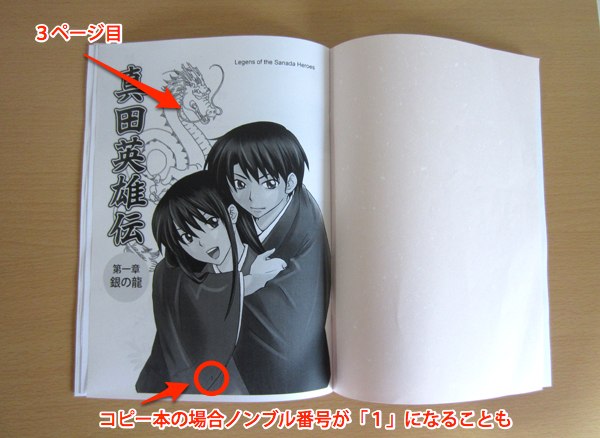 ３ページ目
Legens of the Sanada Heroes
真田英雄伝
第一章
銀の龍
コピー本の場合ノンブル番号が「１」になることも